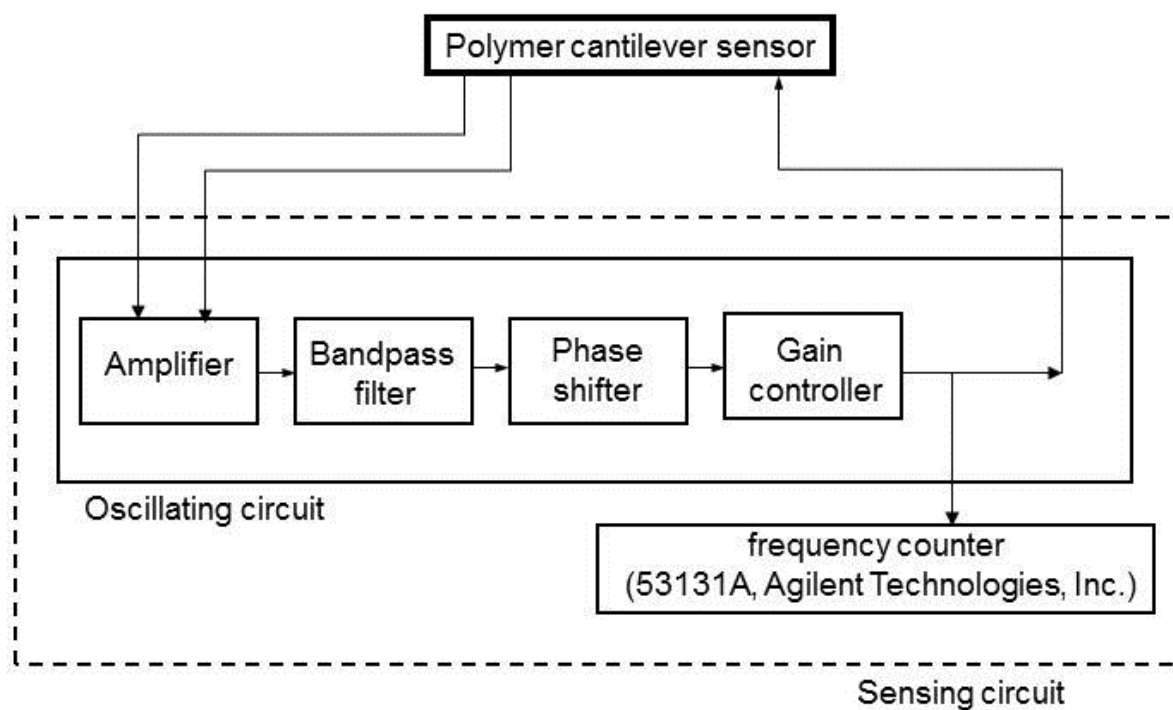 Polymer cantilever sensor
Amplifier
Bandpass
filter
Phase
shifter
Gain
controller
Oscillating circuit
frequency counter
(53131A, Agilent Technologies, Inc.)
Sensing circuit